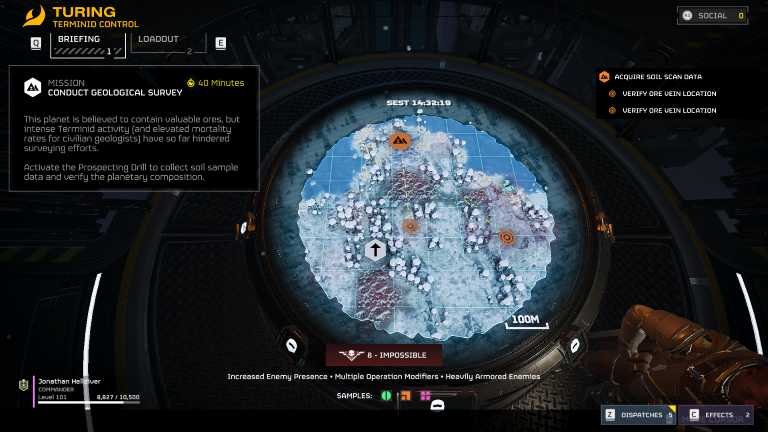 TURING
TERMINID CONTROL
Q
BRIEFING
1
LOADOUT
2
E
SOCIAL 0
MISSION
40 Minutes
CONDUCT GEOLOGICAL SURVEY
This planet is believed to contain valuable ores, but
intense Terminid activity (and elevated mortality
rates for civilian geologists) have so far hindered
surveying efforts.
Activate the Prospecting Drill to collect soil sample
data and verify the planetary composition.
ACQUIRE SOIL SCAN DATA
VERIFY ORE VEIN LOCATION
VERIFY ORE VEIN LOCATION
SEST 14:32:19
100M
8 - IMPOSSIBLE
Increased Enemy Presence • Multiple Operation Modifiers • Heavily Armored Enemies
SAMPLES:
Jonathan Helldiver
COMMANDER
Level 101
8,827 / 10,500
Z DISPATCHES 5
C EFFECTS 2